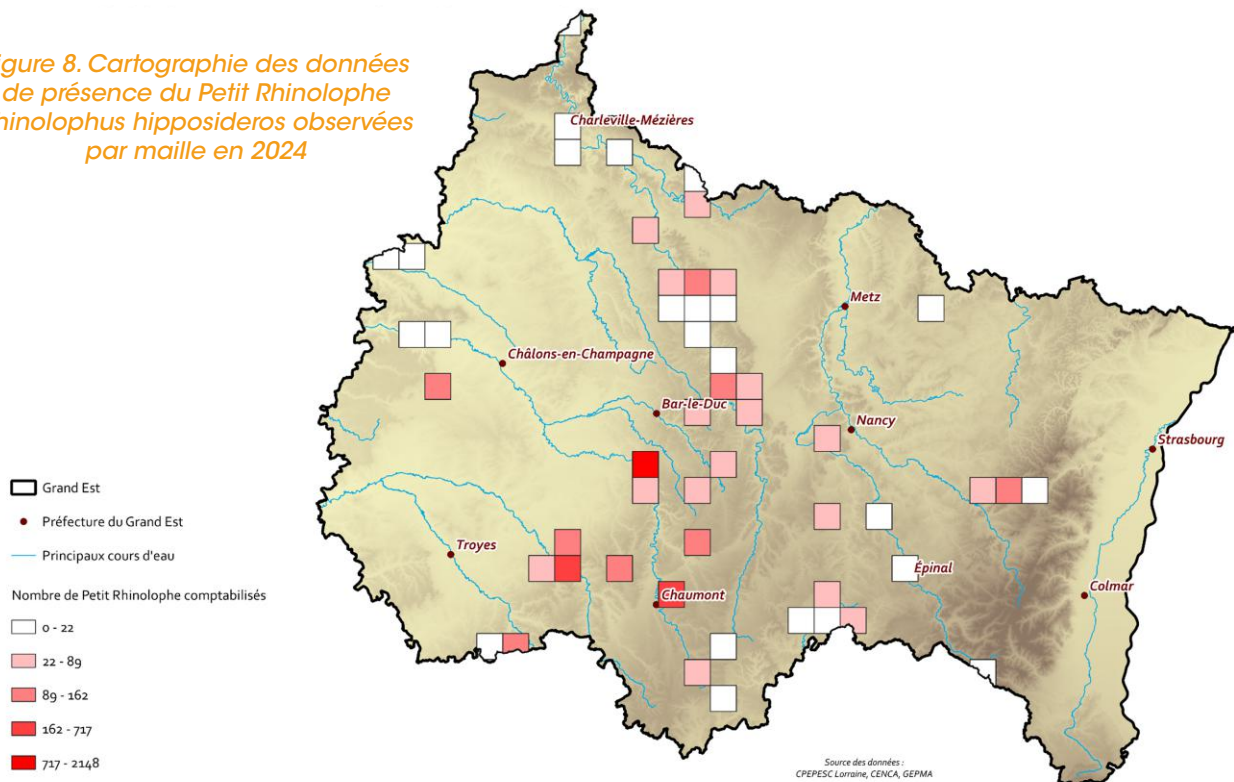 igure 8. Cartographie des données
de présence du Petit Rhinolophe
hinolophus hipposideros observées
par maille en 2024
Charleville-Mézières
Metz
Châlons-en-Champagne
Bar-le-Duc
Nancy
Strasbourg
Troyes
Épinal
Chaumont
Colmar
Grand Est
Préfecture du Grand Est
Principaux cours d'eau
Nombre de Petit Rhinolophe comptabilisés
0 - 22
22 - 89
89 - 162
162 - 717
717 - 2148
Source des données :
CPEPESC Lorraine, CENCA, GEPMA